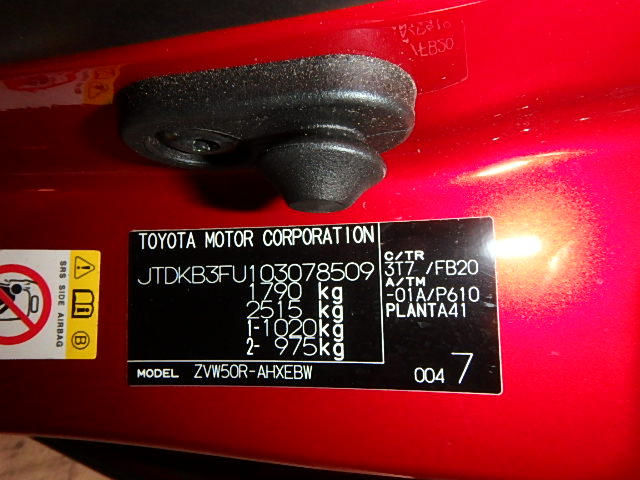 TOYOTA MOTOR CORPORATION
JTDKB3FU103078509
1790 kg
2515 kg
1-1020kg
2- 975kg
MODEL ZVW50R-AHXEBW
C/TR
3T7 /FB20
A/TM
-01A/P610
PLANTA41
004 7
SRS SIDE AIRBAG
B